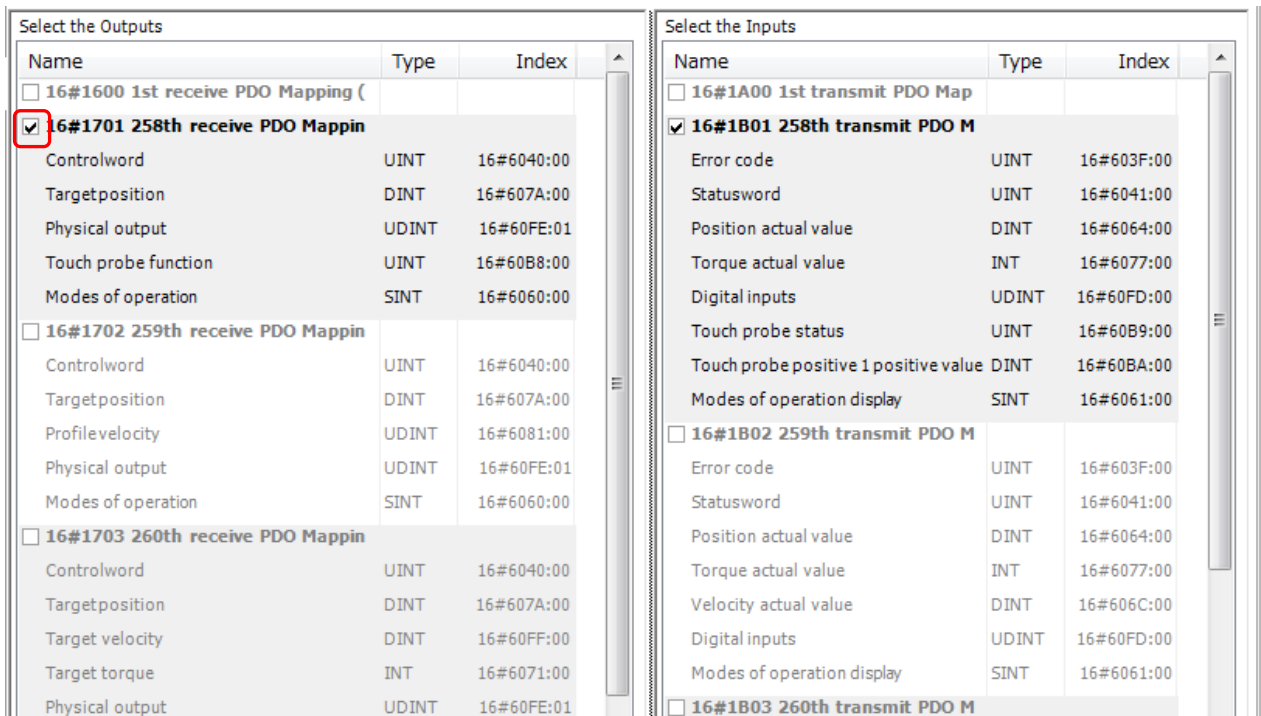 Select the Outputs
Name Type Index
16#1600 1st receive PDO Mapping (
16#1701 258th receive PDO Mappin
Controlword UINT 16#6040:00
Targetposition DINT 16#607A:00
Physical output UDINT 16#60FE:01
Touch probe function UINT 16#60B8:00
Modes of operation SINT 16#6060:00
16#1702 259th receive PDO Mappin
Controlword UINT 16#6040:00
Targetposition DINT 16#607A:00
Profilevelocity UDINT 16#6081:00
Physical output UDINT 16#60FE:01
Modes of operation SINT 16#6060:00
16#1703 260th receive PDO Mappin
Controlword UINT 16#6040:00
Targetposition DINT 16#607A:00
Target velocity DINT 16#60FF:00
Target torque INT 16#6071:00
Physical output UDINT 16#60FE:01
Select the Inputs
Name Type Index
16#1A00 1st transmit PDO Map
16#1B01 258th transmit PDO M
Error code UINT 16#603F:00
Statusword UINT 16#6041:00
Position actual value DINT 16#6064:00
Torque actual value INT 16#6077:00
Digital inputs UDINT 16#60FD:00
Touch probe status UINT 16#60B9:00
Touch probe positive 1 positive value DINT 16#60BA:00
Modes of operation display SINT 16#6061:00
16#1B02 259th transmit PDO M
Error code UINT 16#603F:00
Statusword UINT 16#6041:00
Position actual value DINT 16#6064:00
Torque actual value INT 16#6077:00
Velocity actual value DINT 16#606C:00
Digital inputs UDINT 16#60FD:00
Modes of operation display SINT 16#6061:00
16#1B03 260th transmit PDO M